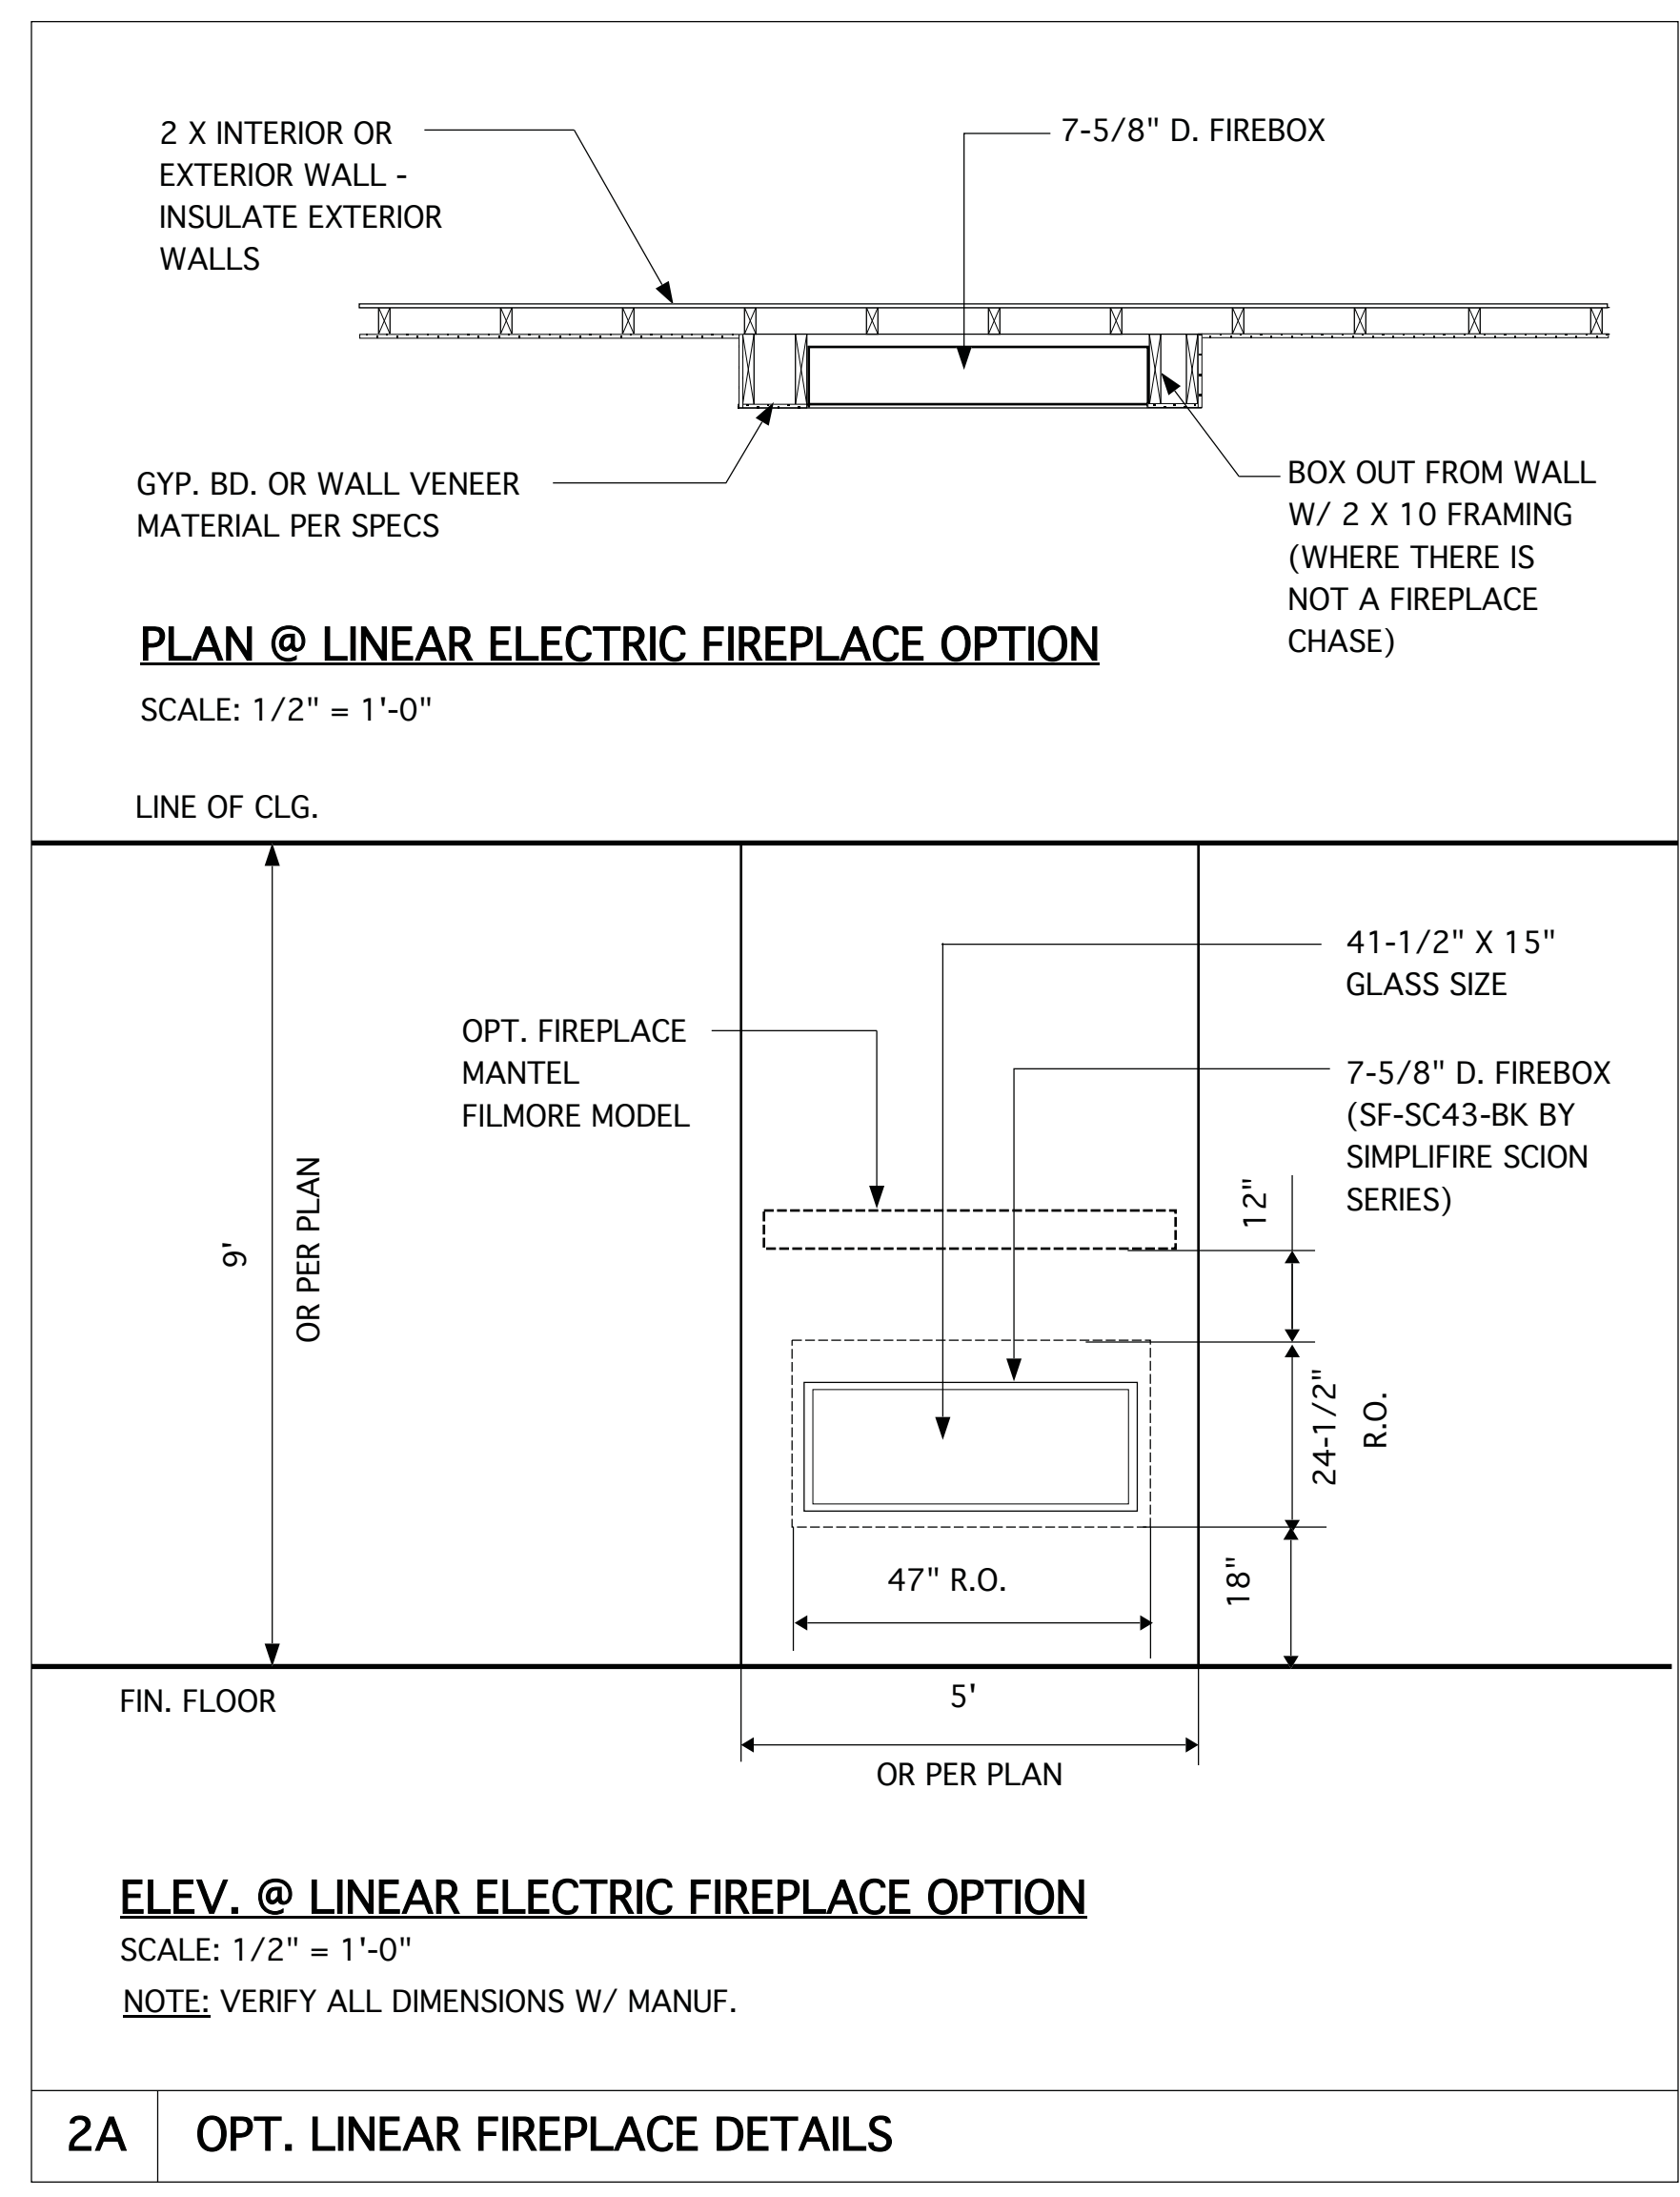 2 X INTERIOR OR
EXTERIOR WALL -
INSULATE EXTERIOR
WALLS
7-5/8" D. FIREBOX
GYP. BD. OR WALL VENEER
MATERIAL PER SPECS
BOX OUT FROM WALL
W/ 2 X 10 FRAMING
(WHERE THERE IS
NOT A FIREPLACE
CHASE)
PLAN @ LINEAR ELECTRIC FIREPLACE OPTION
SCALE: 1/2" = 1'-0"
LINE OF CLG.
41-1/2" X 15"
GLASS SIZE
OPT. FIREPLACE
MANTEL
FILMORE MODEL
7-5/8" D. FIREBOX
(SF-SC43-BK BY
SIMPLIFIRE SCION
SERIES)
9'
OR PER PLAN
12"
24-1/2"
R.O.
18"
47" R.O.
FIN. FLOOR
5'
OR PER PLAN
ELEV. @ LINEAR ELECTRIC FIREPLACE OPTION
SCALE: 1/2" = 1'-0"
NOTE: VERIFY ALL DIMENSIONS W/ MANUF.
2A
OPT. LINEAR FIREPLACE DETAILS